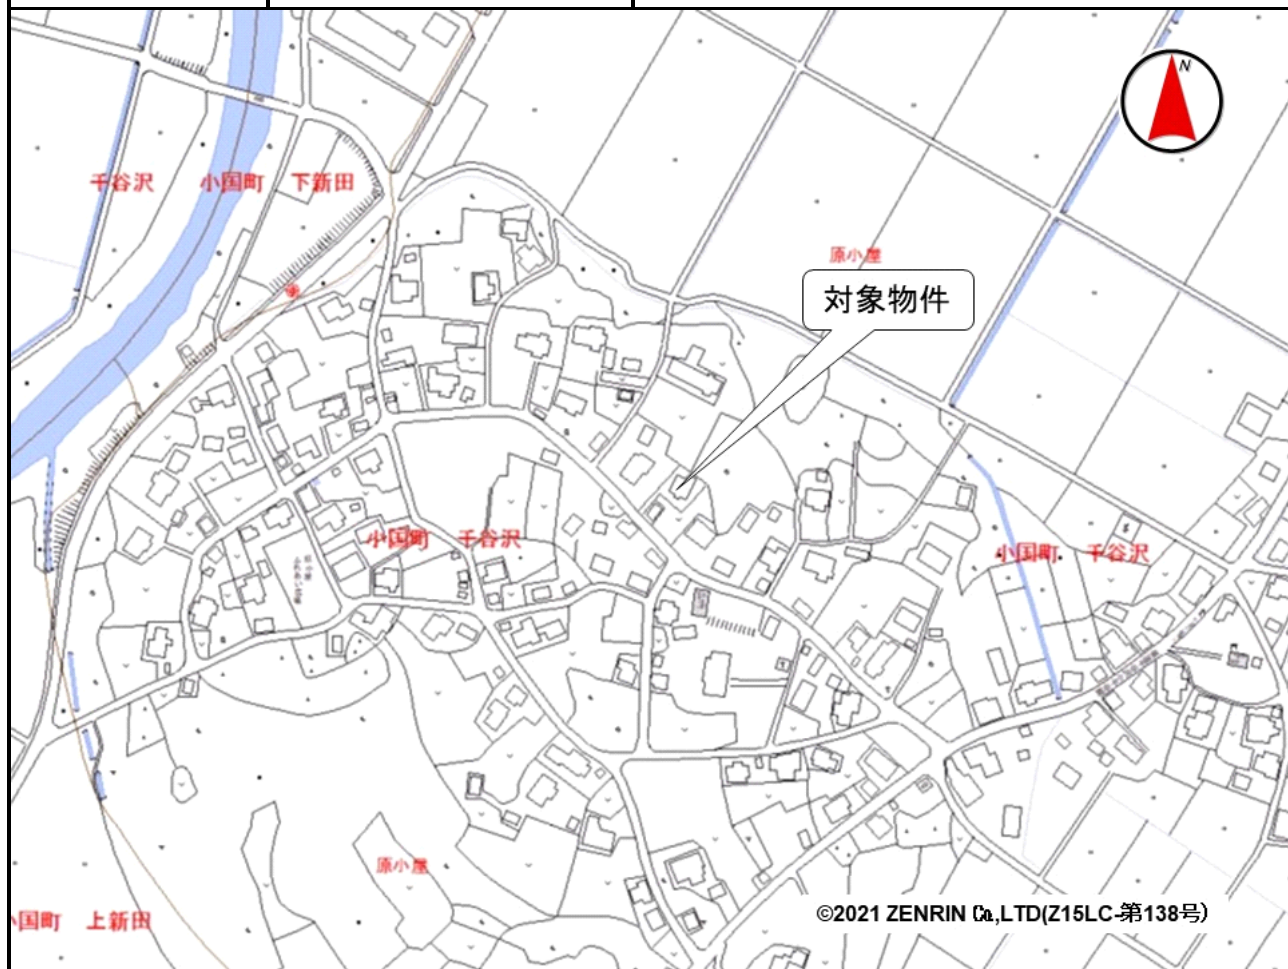 N
千谷沢 小国町 下新田
原小屋
対象物件
小国町 千谷沢
小国町 千谷沢
原小屋
小国町 上新田
©2021 ZENRIN Co.,LTD(Z15LC-第138号)